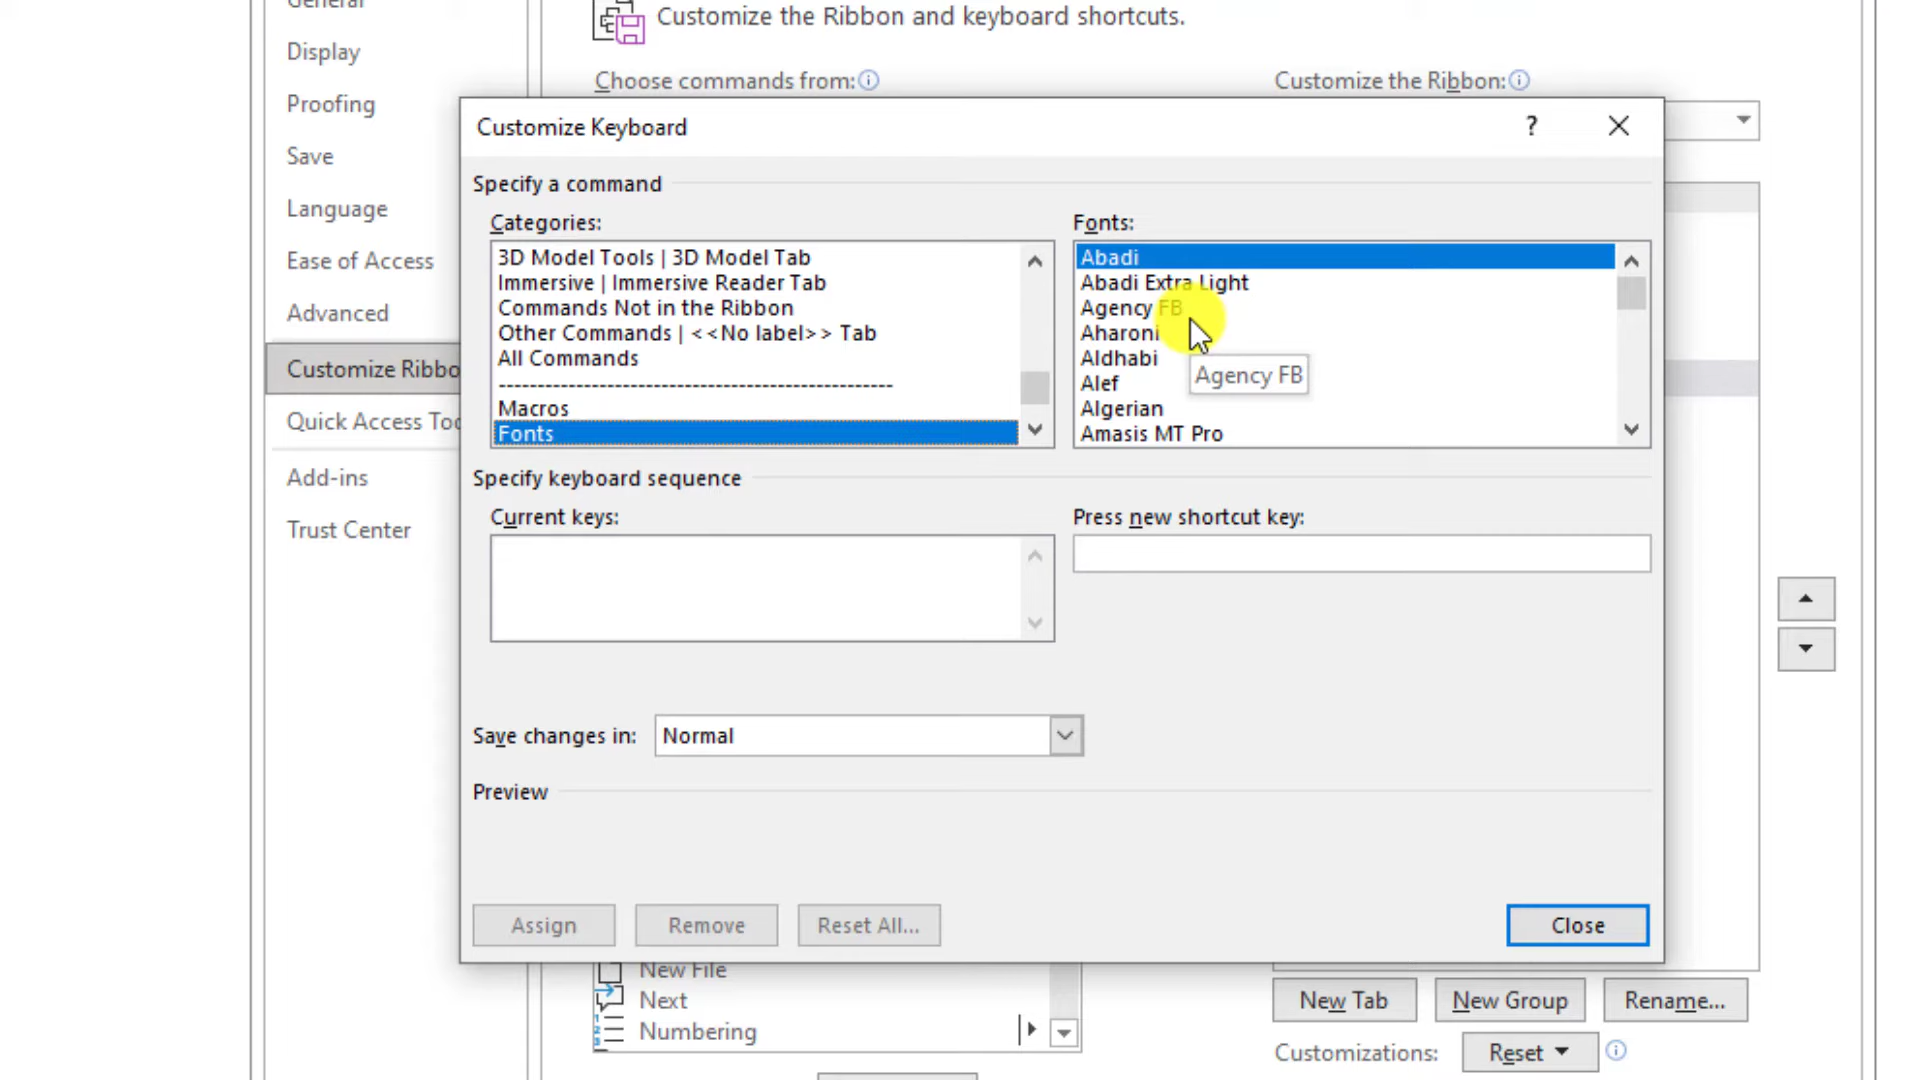 General
Display
Proofing
Save
Language
Ease of Access
Advanced
Customize Ribbo
Quick Access Too
Add-ins
Trust Center
Customize the Ribbon and keyboard shortcuts.
Choose commands from:
Customize the Ribbon:
Customize Keyboard
?
Specify a command
Categories:
3D Model Tools | 3D Model Tab
Immersive | Immersive Reader Tab
Commands Not in the Ribbon
Other Commands | <<No label>> Tab
All Commands
--------------------------------------------------
Macros
Fonts
Fonts:
Abadi
Abadi Extra Light
Agency FB
Aharoni
Aldhabi
Alef
Algerian
Amasis MT Pro
Agency FB
Specify keyboard sequence
Current keys:
Press new shortcut key:
Save changes in: Normal
Preview
Assign
Remove
Reset All...
Close
New File
Next
Numbering
New Tab
New Group
Rename...
Customizations:
Reset